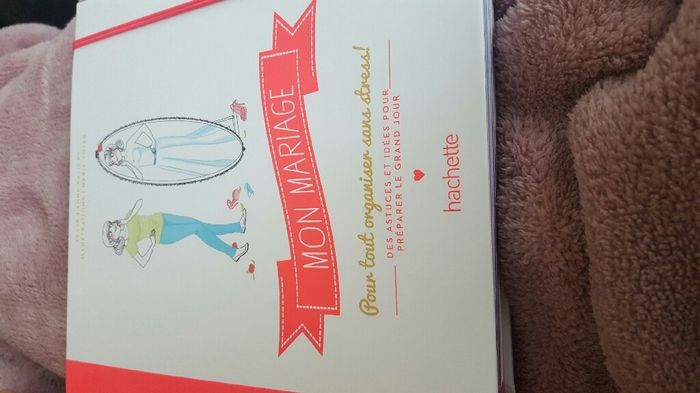 MON MARIAGE
Pour tout organiser sans stress!
DES ASTUCES ET IDÉES POUR
PRÉPARER LE GRAND JOUR
hachette